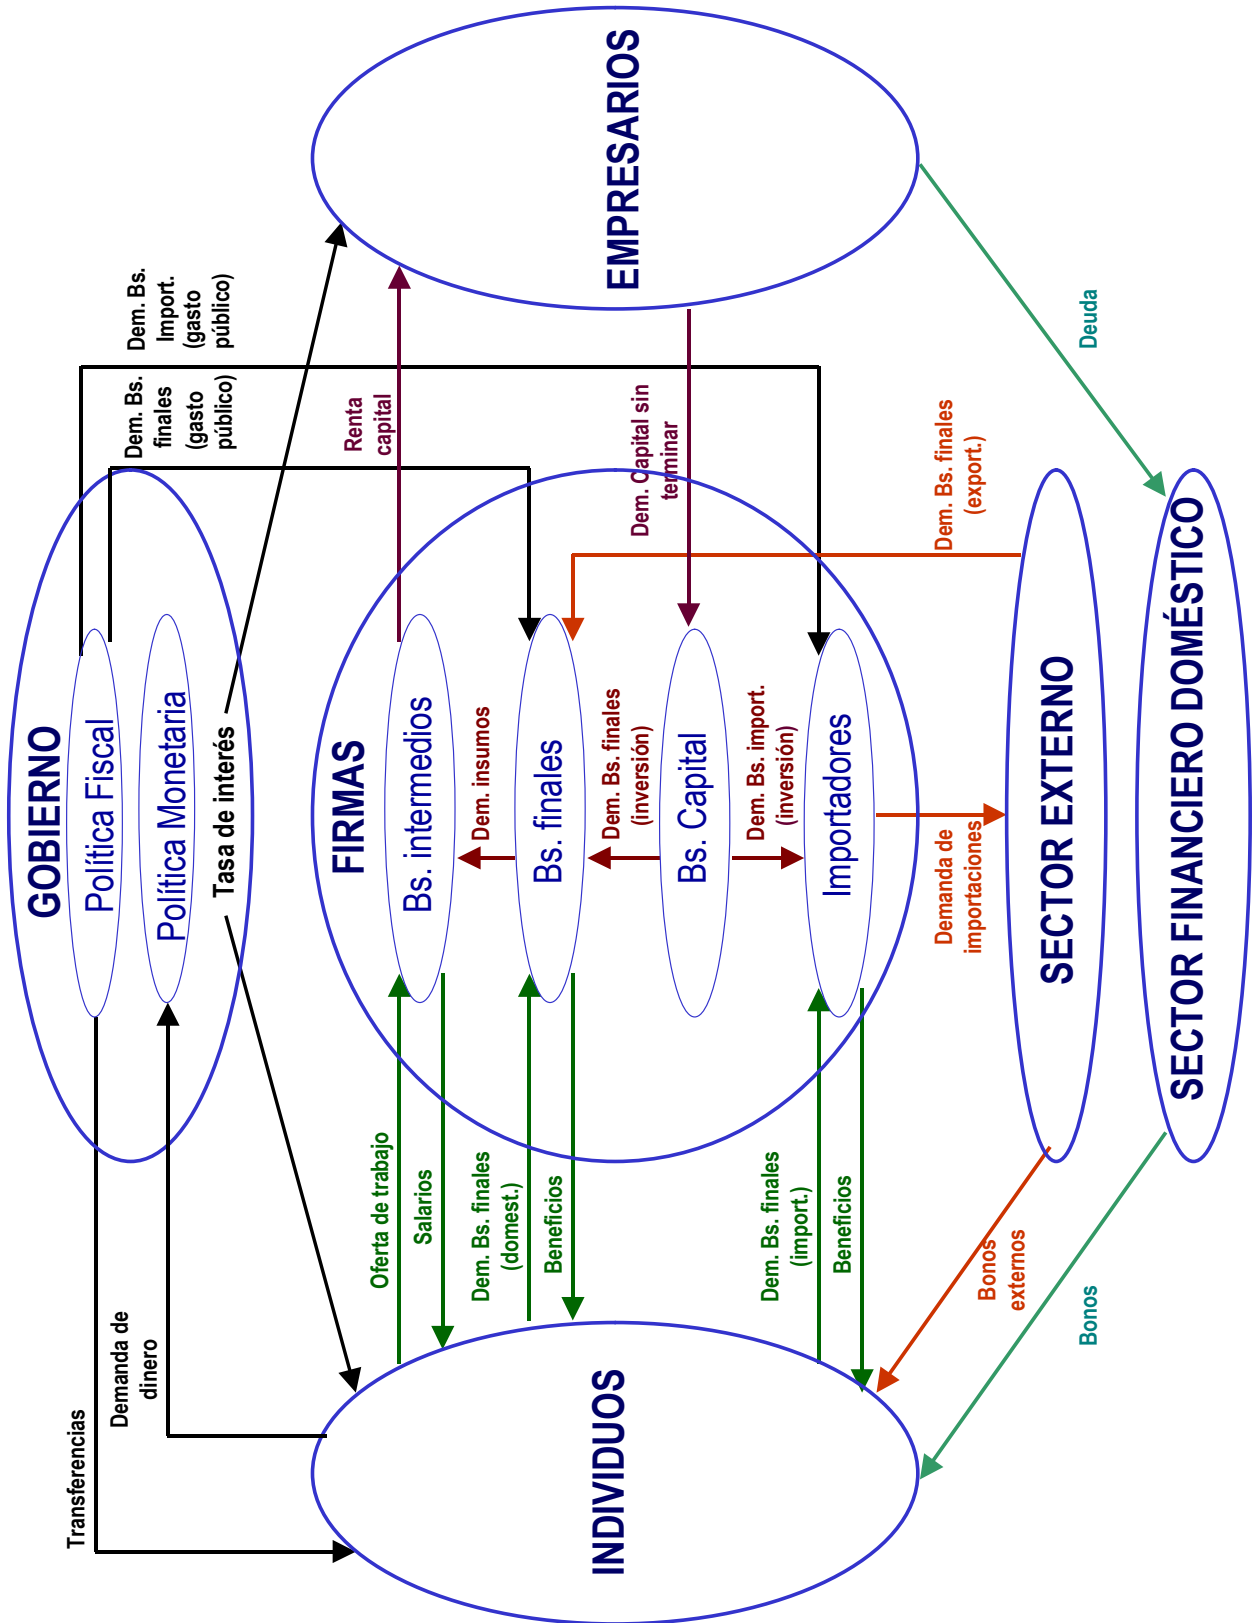 GOBIERNO
Política Fiscal
Política Monetaria
Tasa de interés
Transferencias
Demanda de
dinero
Dem. Bs.
Import.
(gasto
público)
Dem. Bs.
finales
(gasto
público)
INDIVIDUOS
Oferta de trabajo
Salarios
Dem. Bs. finales
(domest.)
Beneficios
Dem. Bs. finales
(import.)
Beneficios
FIRMAS
Bs. intermedios
Dem. insumos
Bs. finales
Dem. Bs. finales
(inversión)
Bs. Capital
Dem. Bs. import.
(inversión)
Importadores
Renta
capital
Dem. Capital sin
terminar
EMPRESARIOS
Demanda de
importaciones
Dem. Bs. finales
(export.)
Bonos
externos
SECTOR EXTERNO
Deuda
Bonos
SECTOR FINANCIERO DOMÉSTICO